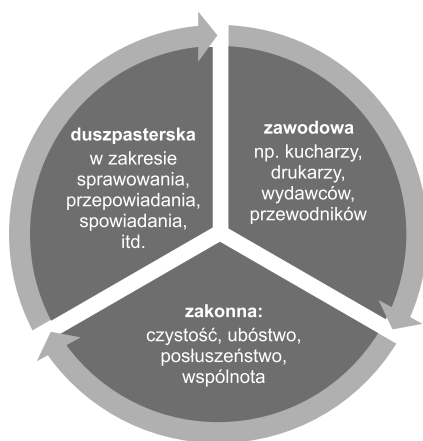 duszpasterska
w zakresie
sprawowania,
przepowiadania,
spowiadania,
itd.
zawodowa
np. kucharzy,
drukarzy,
wydawców,
przewodników
zakonna:
czystość, ubóstwo,
posłuszeństwo,
wspólnota